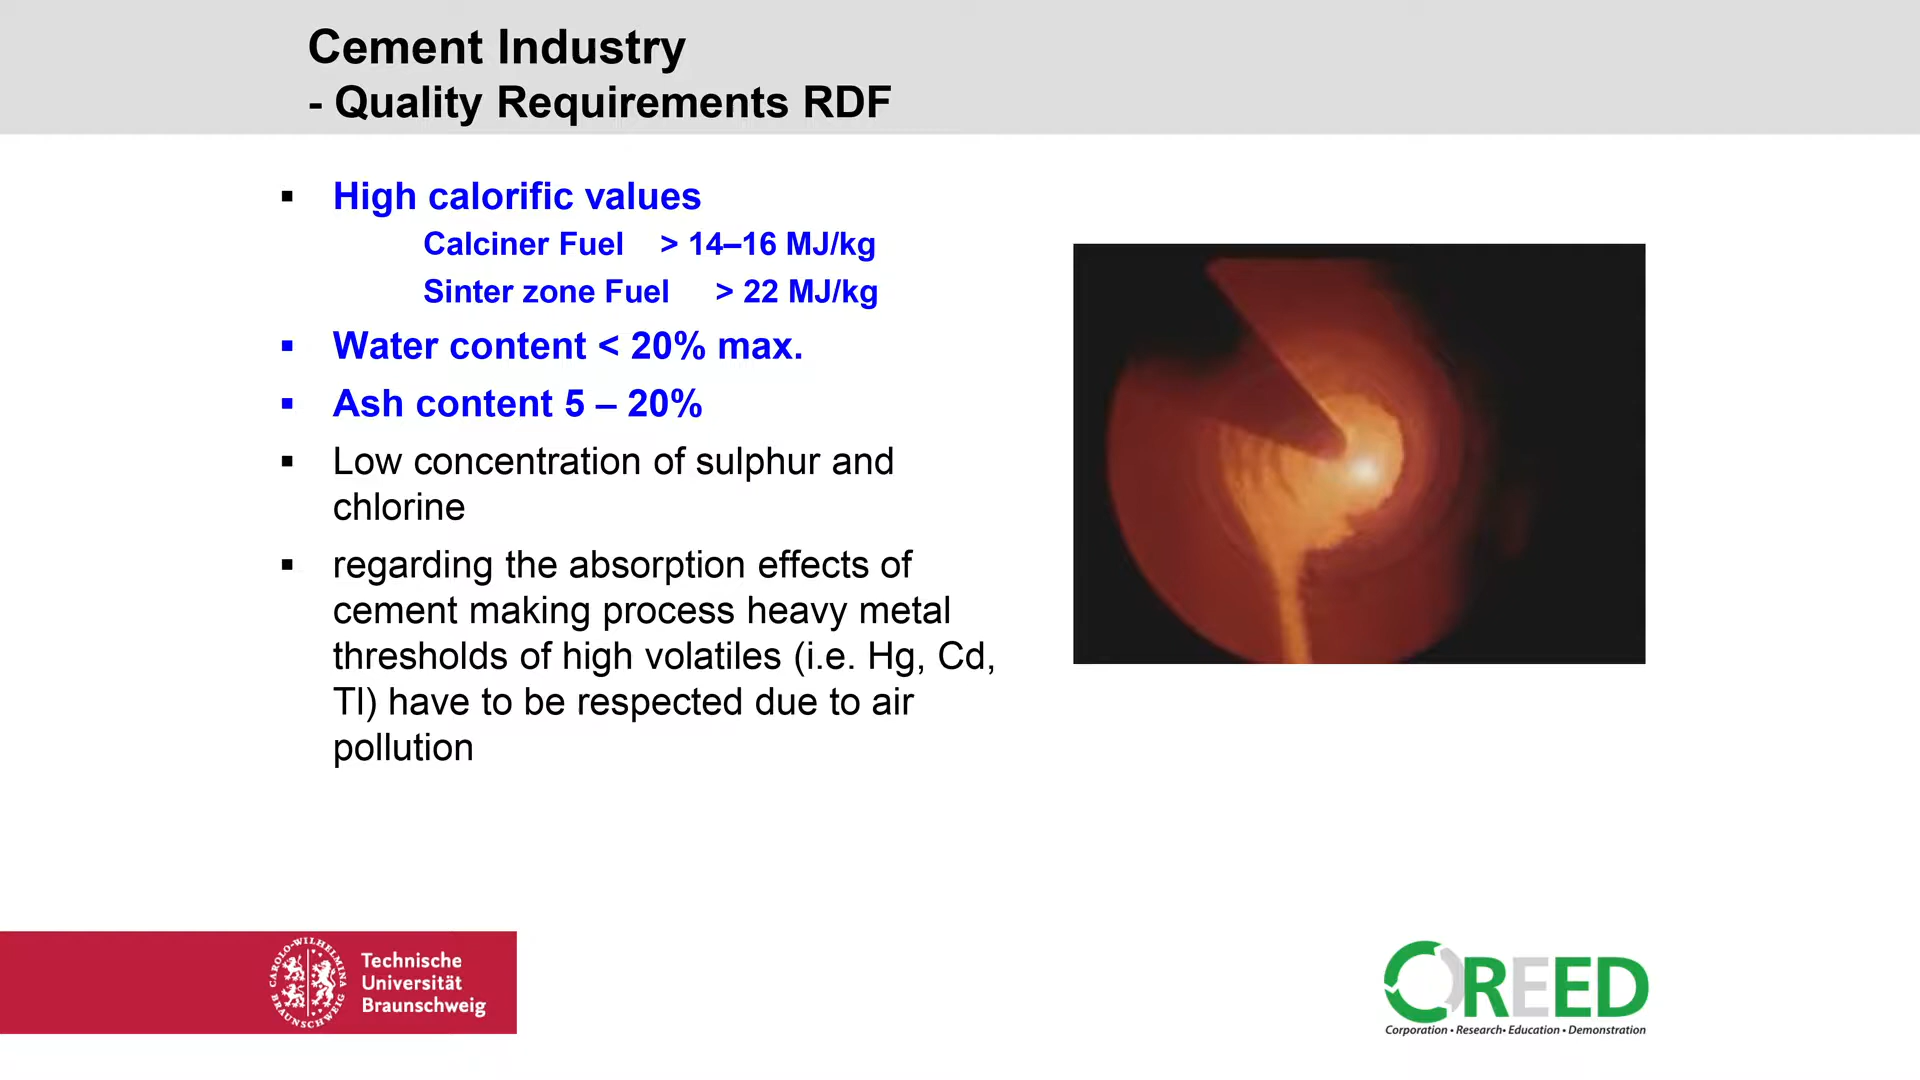 Cement Industry
- Quality Requirements RDF
▪ High calorific values
Calciner Fuel > 14–16 MJ/kg
Sinter zone Fuel > 22 MJ/kg
▪ Water content < 20% max.
▪ Ash content 5 – 20%
▪ Low concentration of sulphur and
chlorine
▪ regarding the absorption effects of
cement making process heavy metal
thresholds of high volatiles (i.e. Hg, Cd,
Tl) have to be respected due to air
pollution
CAROLO-WILHELMINA
BRAUNSCHWEIG
Technische
Universität
Braunschweig
CREED
Corporation • Research • Education • Demonstration